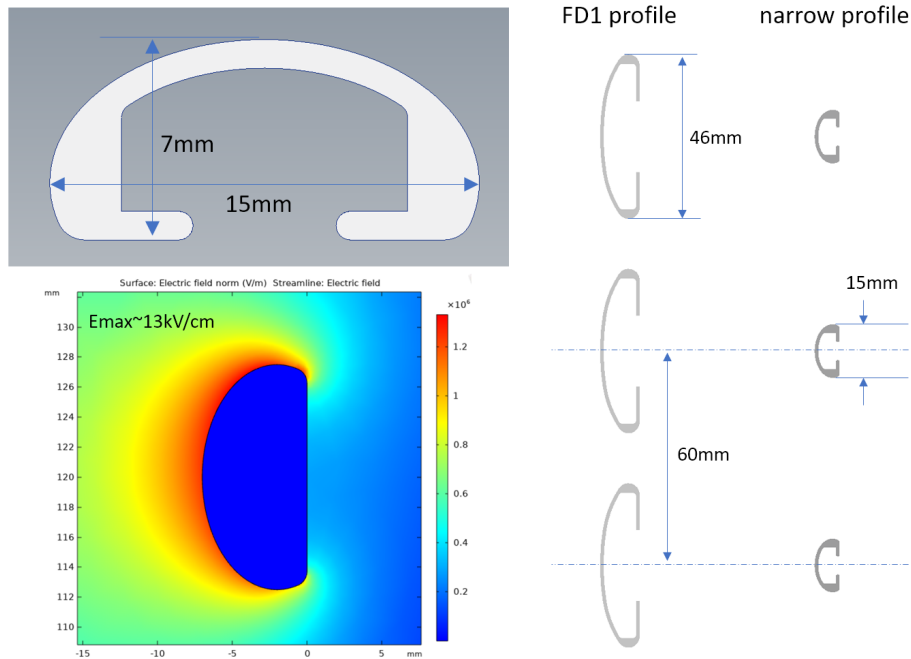 FD1 profile
narrow profile
7mm
15mm
46mm
15mm
60mm
Surface: Electric field norm (V/m)  Streamline: Electric field
mm
×10⁶
Emax~13kV/cm
130
128
126
124
122
120
118
116
114
112
110
-15
-10
-5
0
5
mm
1.2
1
0.8
0.6
0.4
0.2